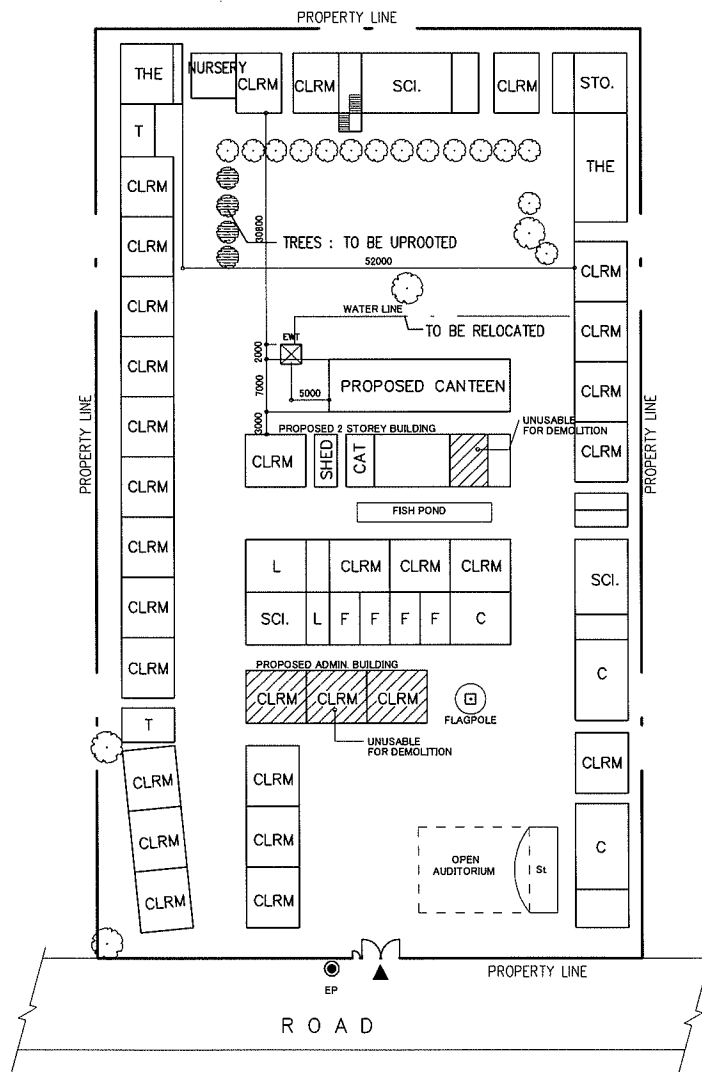 PROPERTY LINE
THE
NURSERY
CLRM
CLRM
SCI.
CLRM
STO.
T
THE
CLRM
CLRM
CLRM
CLRM
CLRM
CLRM
CLRM
CLRM
CLRM
30800
TREES : TO BE UPROOTED
52000
CLRM
CLRM
CLRM
CLRM
WATER LINE
TO BE RELOCATED
EWT
2000
7000
3000
5000
PROPOSED CANTEEN
PROPERTY LINE
PROPERTY LINE
PROPOSED 2 STOREY BUILDING
UNUSABLE
FOR DEMOLITION
CLRM
SHED
CAT
FISH POND
L
CLRM
CLRM
CLRM
SCI.
L
F
F
F
F
C
SCI.
C
PROPOSED ADMIN. BUILDING
CLRM
CLRM
CLRM
FLAGPOLE
UNUSABLE
FOR DEMOLITION
T
CLRM
CLRM
CLRM
CLRM
CLRM
CLRM
CLRM
C
OPEN
AUDITORIUM
St
EP
PROPERTY LINE
ROAD